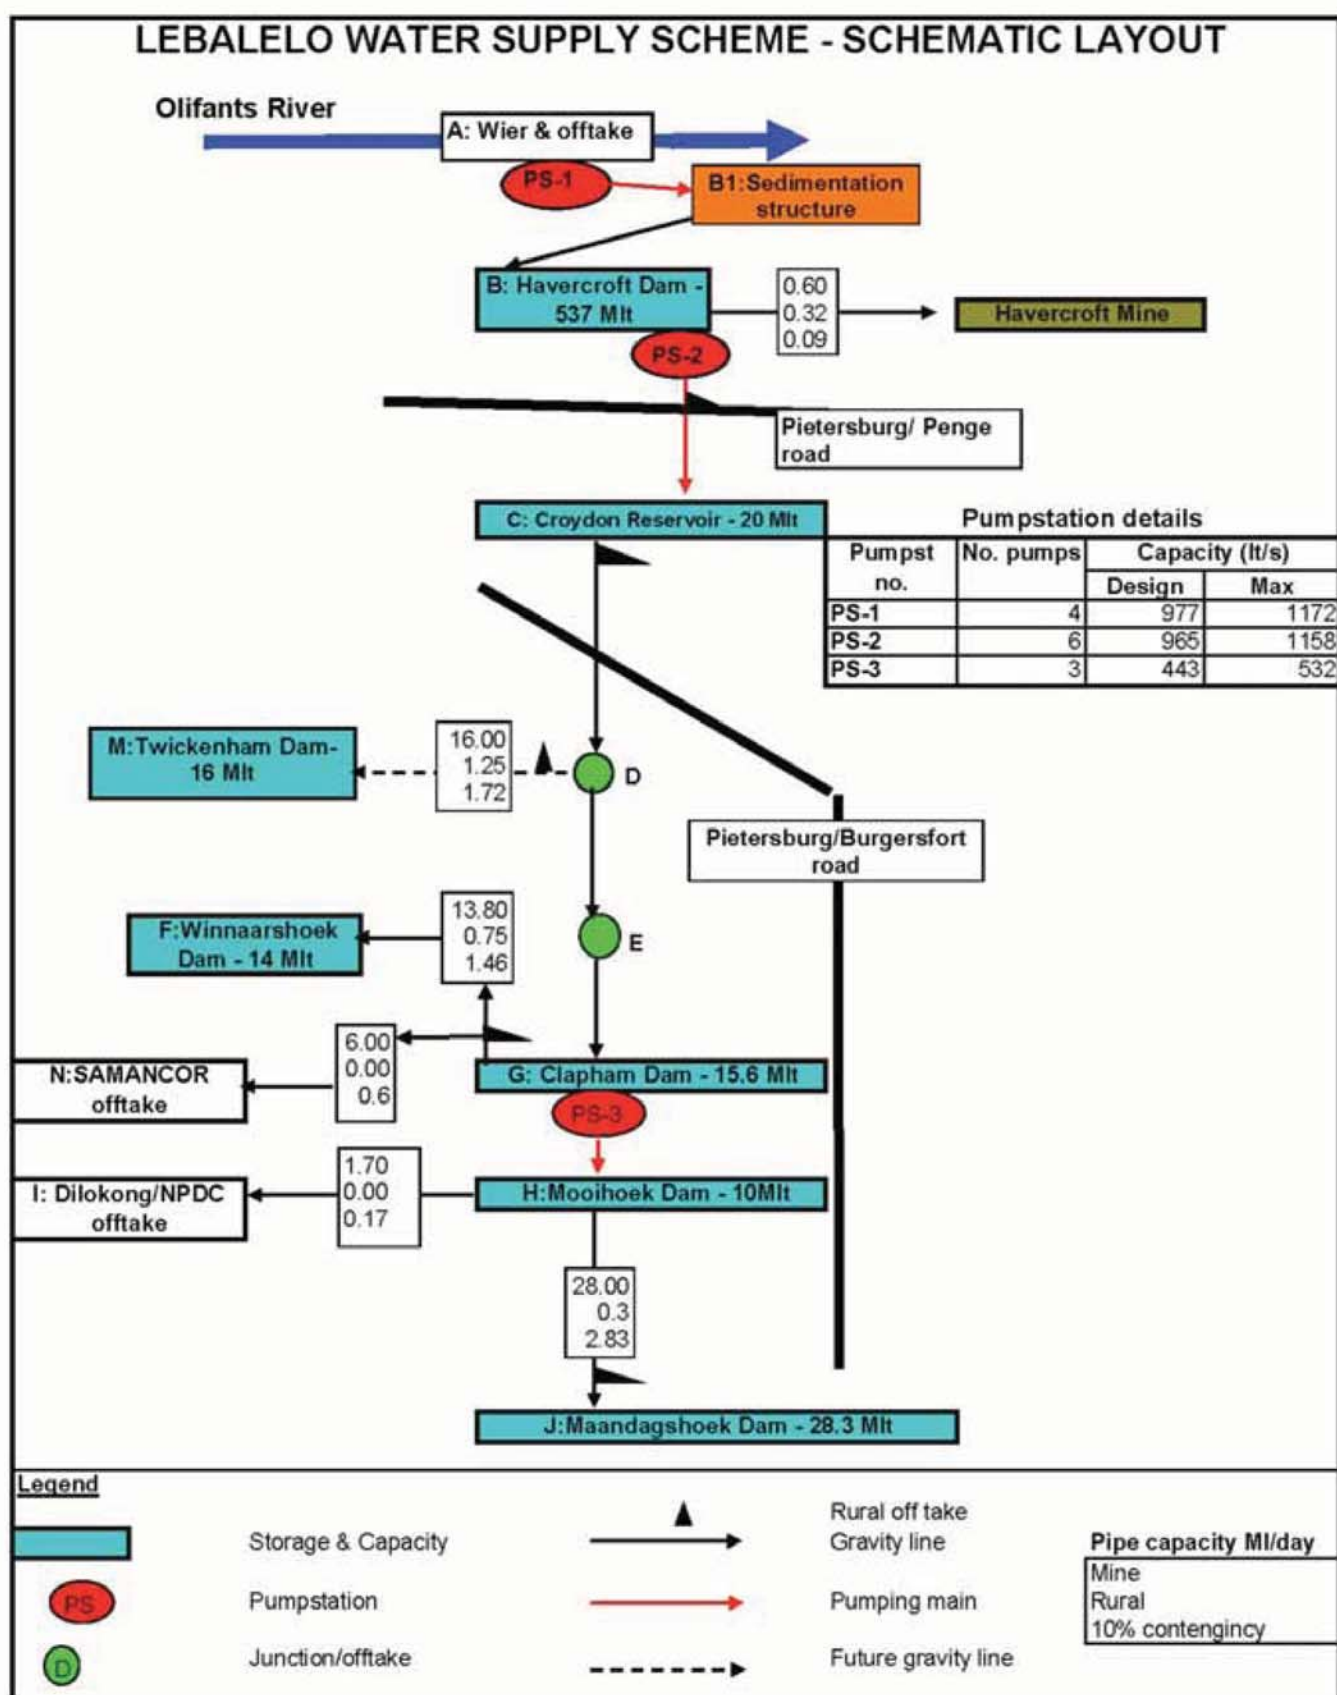 LEBALELO WATER SUPPLY SCHEME - SCHEMATIC LAYOUT
Olifants River
A: Wier & offtake
PS-1
B1:Sedimentation
structure
B: Havercroft Dam -
537 Mlt
0.60
0.32
0.09
Havercroft Mine
PS-2
Pietersburg/ Penge
road
C: Croydon Reservoir - 20 Mlt
Pumpstation details
Pumpst no. No. pumps Capacity (lt/s)
Design Max
PS-1 4 977 1172
PS-2 6 965 1158
PS-3 3 443 532
M:Twickenham Dam-
16 Mlt
16.00
1.25
1.72
D
Pietersburg/Burgersfort
road
F:Winnaarshoek
Dam - 14 Mlt
13.80
0.75
1.46
E
N:SAMANCOR
offtake
6.00
0.00
0.6
G: Clapham Dam - 15.6 Mlt
PS-3
I: Dilokong/NPDC
offtake
1.70
0.00
0.17
H:Mooihoek Dam - 10Mlt
28.00
0.3
2.83
J:Maandagshoek Dam - 28.3 Mlt
Legend
Storage & Capacity
PS
Pumpstation
D
Junction/offtake
Rural off take
Gravity line
Pumping main
Future gravity line
Pipe capacity Ml/day
Mine
Rural
10% contengincy